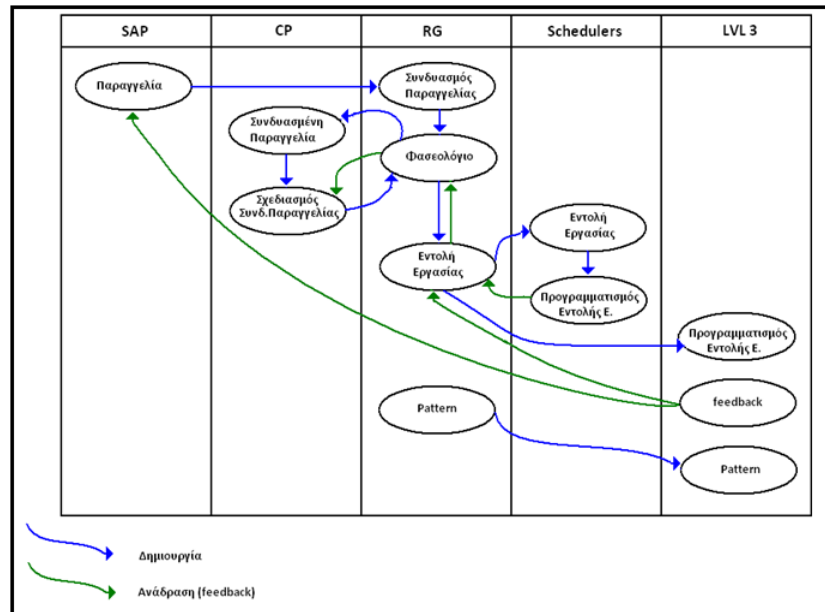 SAP CP RG Schedulers LVL 3
Παραγγελία
Συνδυασμός
Παραγγελίας
Συνδυασμένη
Παραγγελία
Φασεολόγιο
Σχεδιασμός
Συνδ.Παραγγελίας
Εντολή
Εργασίας
Εντολή
Εργασίας
Προγραμματισμός
Εντολής Ε.
Προγραμματισμός
Εντολής Ε.
Pattern
feedback
Pattern
Δημιουργία
Ανάδραση (feedback)